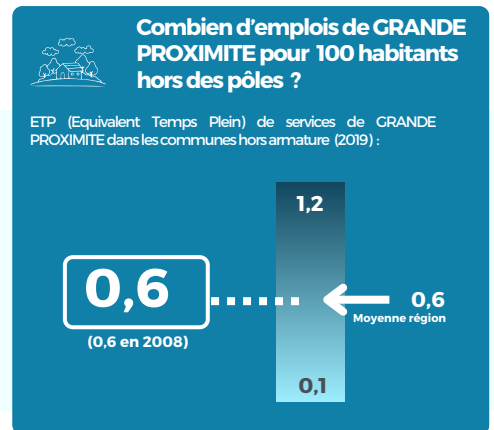 Combien d’emplois de GRANDE
PROXIMITE pour 100 habitants
hors des pôles ?
ETP (Equivalent Temps Plein) de services de GRANDE
PROXIMITE dans les communes hors armature (2019) :
1,2
0,6
0,6
Moyenne région
(0,6 en 2008)
0,1